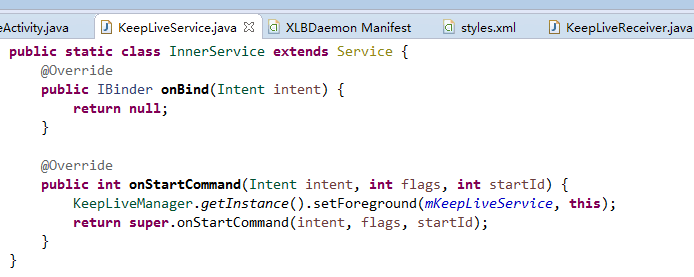 eActivity.java KeepLiveService.java XLBDaemon Manifest styles.xml KeepLiveReceiver.java
public static class InnerService extends Service {
@Override
public IBinder onBind(Intent intent) {
return null;
}
@Override
public int onStartCommand(Intent intent, int flags, int startId) {
KeepLiveManager.getInstance().setForeground(mKeepLiveService, this);
return super.onStartCommand(intent, flags, startId);
}
}